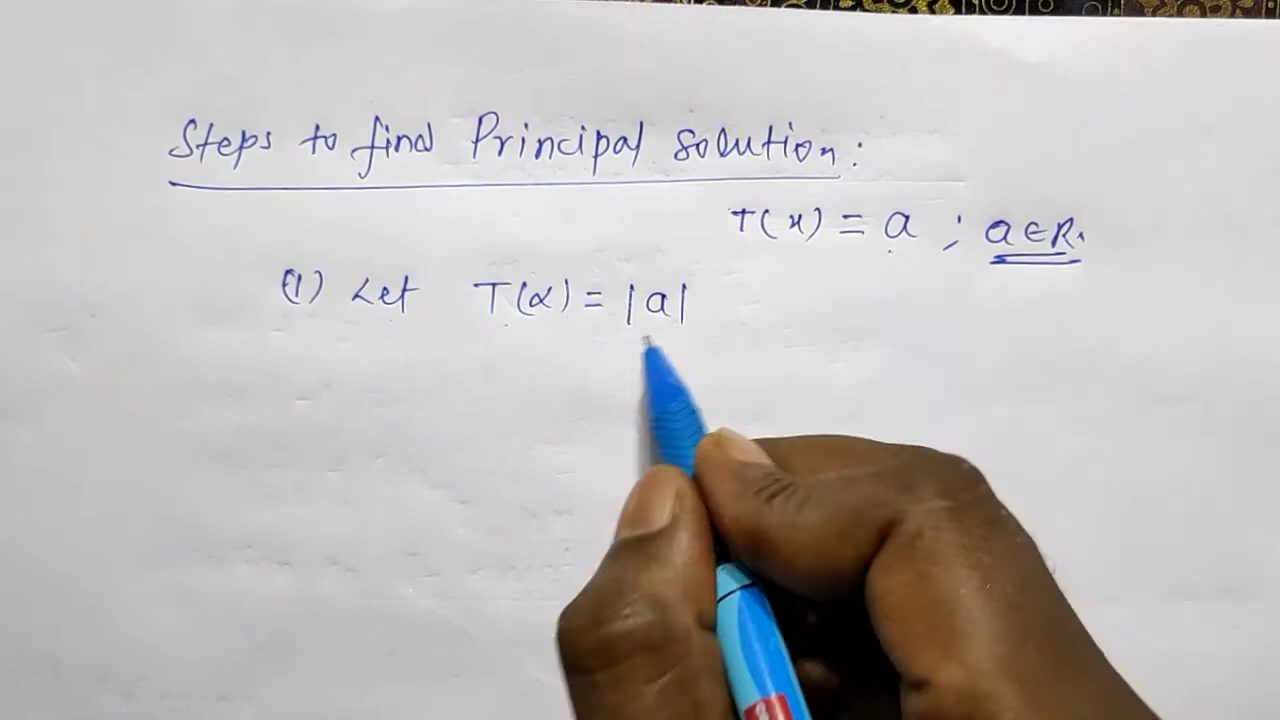 Steps to find Principal solution:
T(x) = a ; a∈R.
(1) Let T(α) = |a|